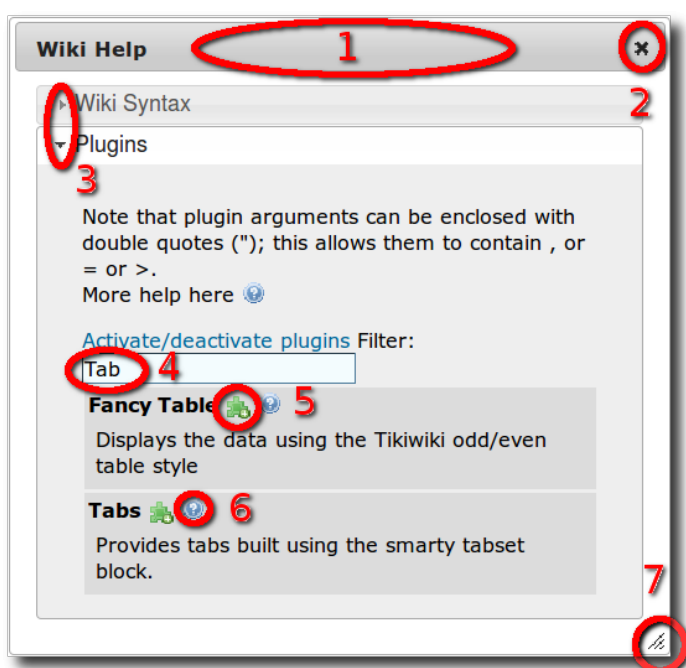 Wiki Help 1
2
Wiki Syntax
Plugins
3
Note that plugin arguments can be enclosed with
double quotes ("); this allows them to contain , or
= or >.
More help here
Activate/deactivate plugins Filter:
Tab 4
Fancy Table 5
Displays the data using the Tikiwiki odd/even
table style
Tabs 6
Provides tabs built using the smarty tabset
block.
7